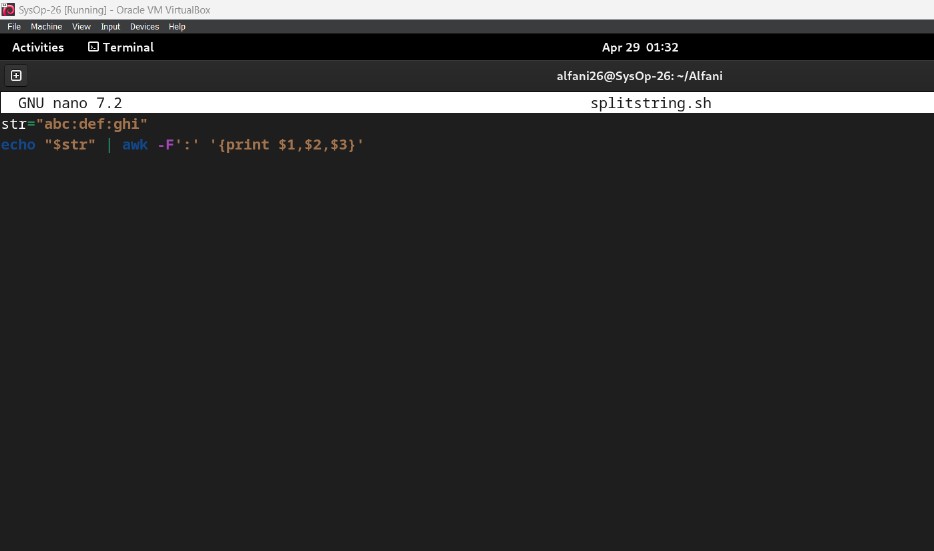 SysOp-26 [Running] - Oracle VM VirtualBox
File Machine View Input Devices Help
Activities Terminal Apr 29 01:32
alfani26@SysOp-26: ~/Alfani
GNU nano 7.2 splitstring.sh
str="abc:def:ghi"
echo "$str" | awk -F':' '{print $1,$2,$3}'